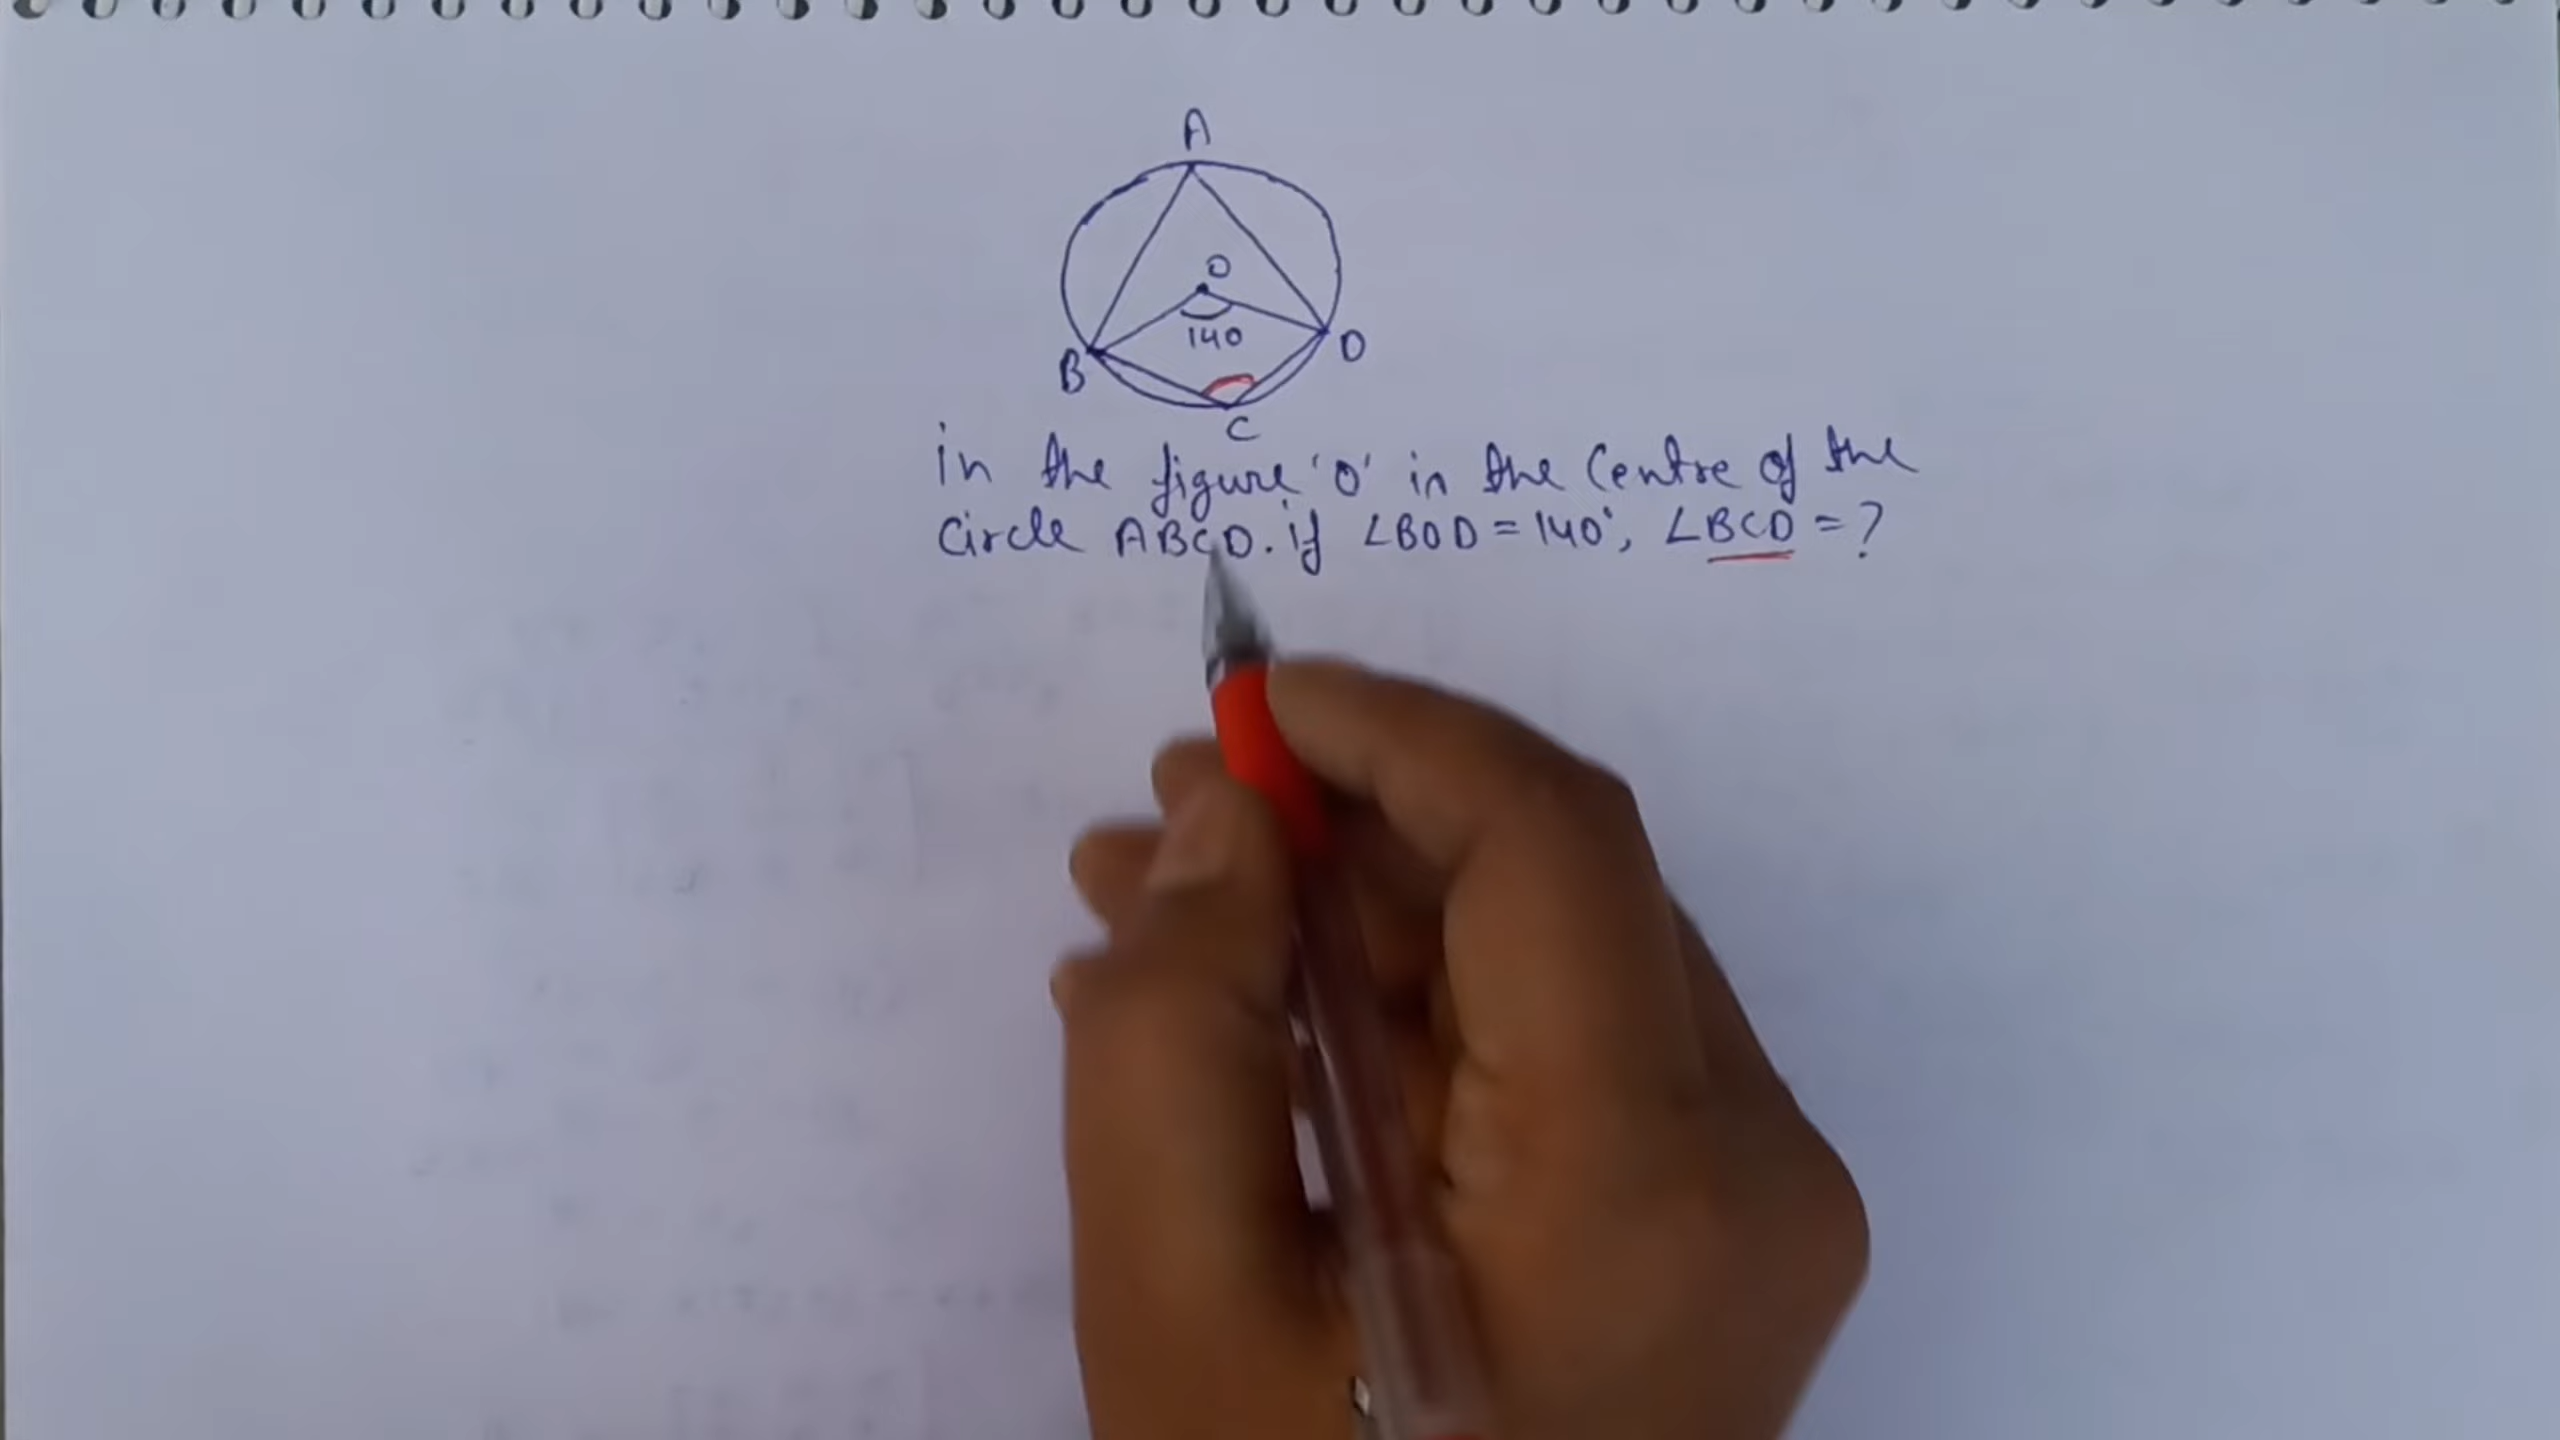 A
O
140
B
D
C
in the figure 'O' in the Centre of the
Circle ABCD. if ∠BOD = 140°, ∠BCD = ?